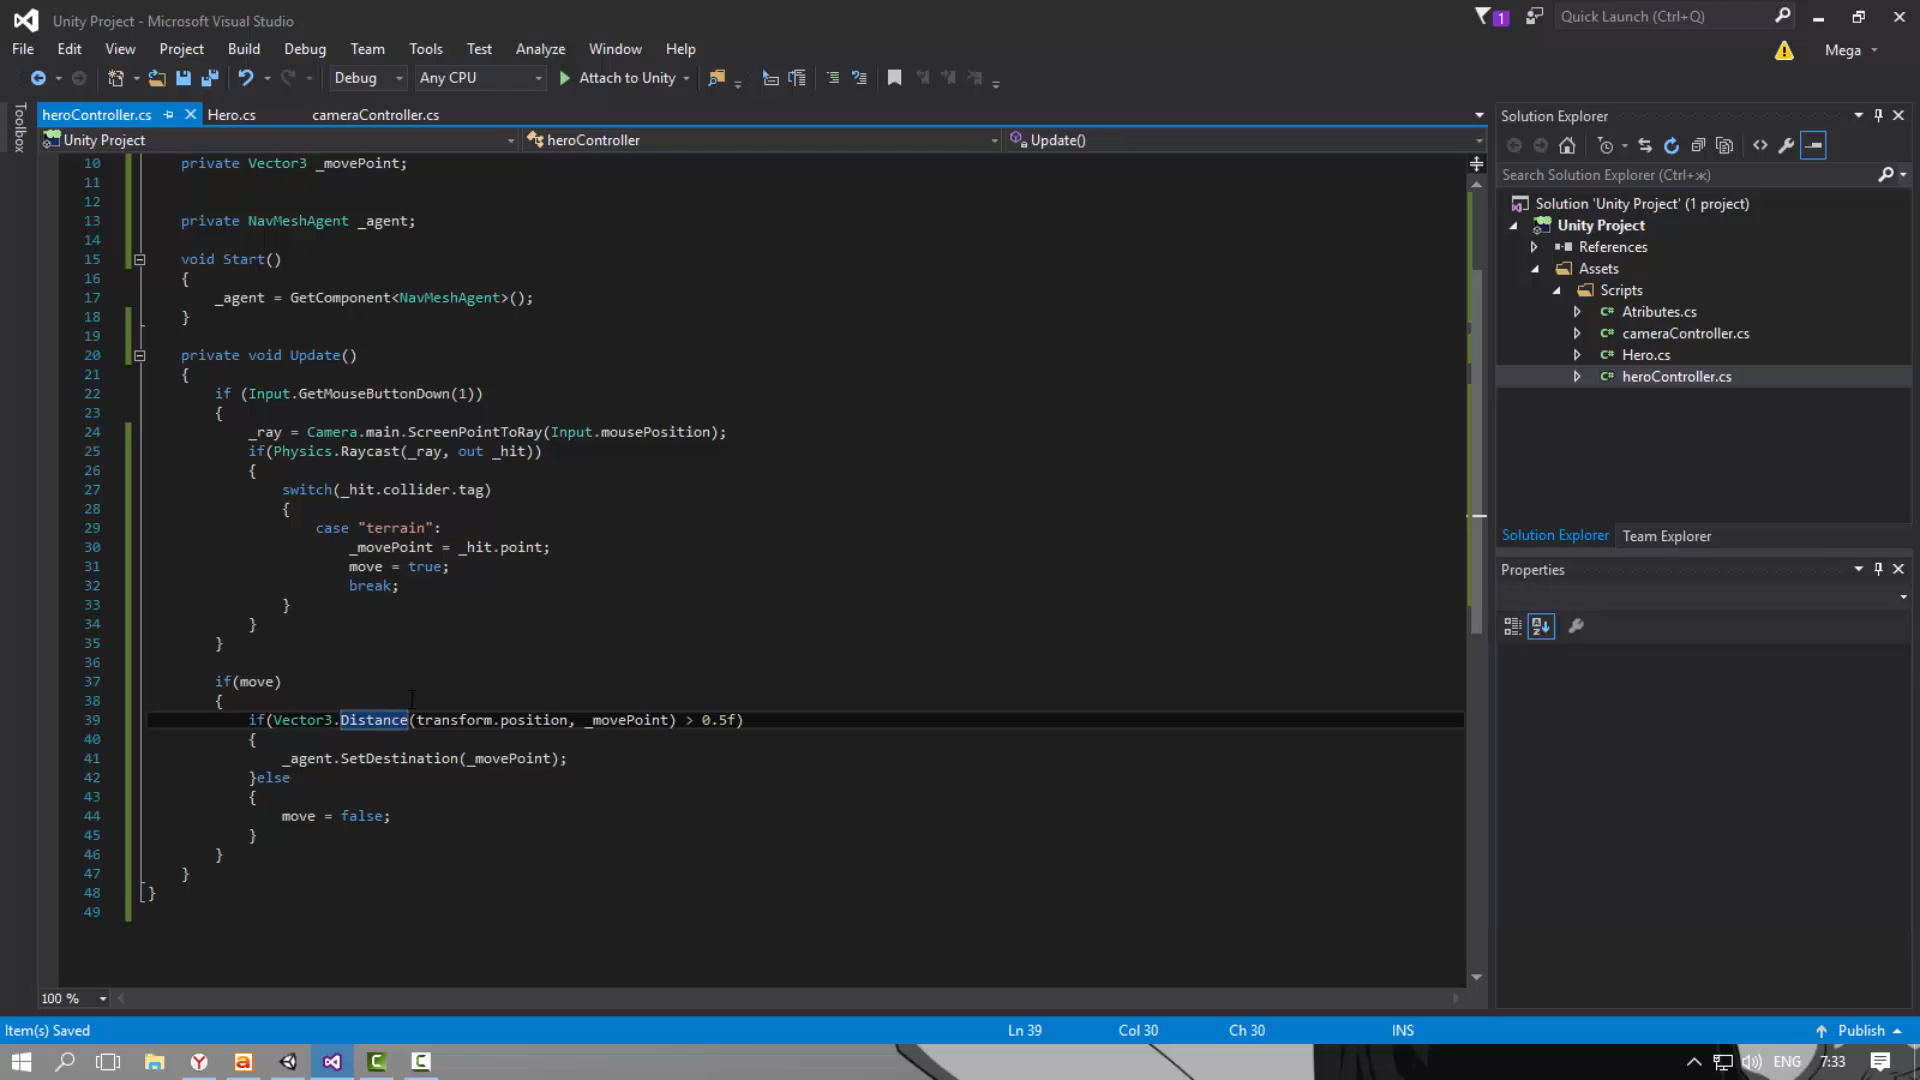 Unity Project - Microsoft Visual Studio
1
Quick Launch (Ctrl+Q)
File Edit View Project Build Debug Team Tools Test Analyze Window Help
Mega
Debug Any CPU Attach to Unity
Toolbox
heroController.cs Hero.cs cameraController.cs
Unity Project heroController Update()
10 private Vector3 _movePoint;
11
12
13 private NavMeshAgent _agent;
14
15 void Start()
16 {
17 _agent = GetComponent<NavMeshAgent>();
18 }
19
20 private void Update()
21 {
22 if (Input.GetMouseButtonDown(1))
23 {
24 _ray = Camera.main.ScreenPointToRay(Input.mousePosition);
25 if(Physics.Raycast(_ray, out _hit))
26 {
27 switch(_hit.collider.tag)
28 {
29 case "terrain":
30 _movePoint = _hit.point;
31 move = true;
32 break;
33 }
34 }
35 }
36
37 if(move)
38 {
39 if(Vector3.Distance(transform.position, _movePoint) > 0.5f)
40 {
41 _agent.SetDestination(_movePoint);
42 }else
43 {
44 move = false;
45 }
46 }
47 }
48 }
49
100 %
Solution Explorer
Search Solution Explorer (Ctrl+ж)
Solution 'Unity Project' (1 project)
Unity Project
References
Assets
Scripts
C# Atributes.cs
C# cameraController.cs
C# Hero.cs
C# heroController.cs
Solution Explorer Team Explorer
Properties
Item(s) Saved Ln 39 Col 30 Ch 30 INS Publish
ENG 7:33